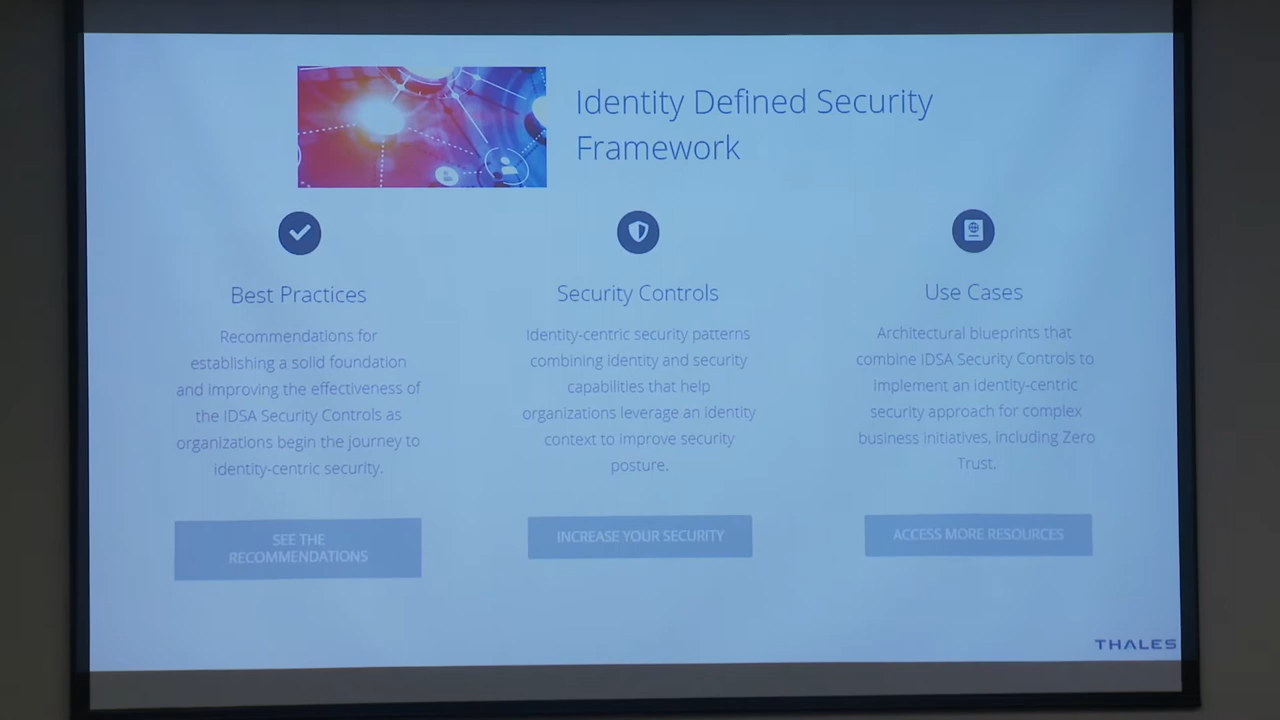 Identity Defined Security
Framework
Best Practices
Recommendations for
establishing a solid foundation
and improving the effectiveness of
the IDSA Security Controls as
organizations begin the journey to
identity-centric security.
SEE THE
RECOMMENDATIONS
Security Controls
Identity-centric security patterns
combining identity and security
capabilities that help
organizations leverage an identity
context to improve security
posture.
INCREASE YOUR SECURITY
Use Cases
Architectural blueprints that
combine IDSA Security Controls to
implement an identity-centric
security approach for complex
business initiatives, including Zero
Trust.
ACCESS MORE RESOURCES
THALES